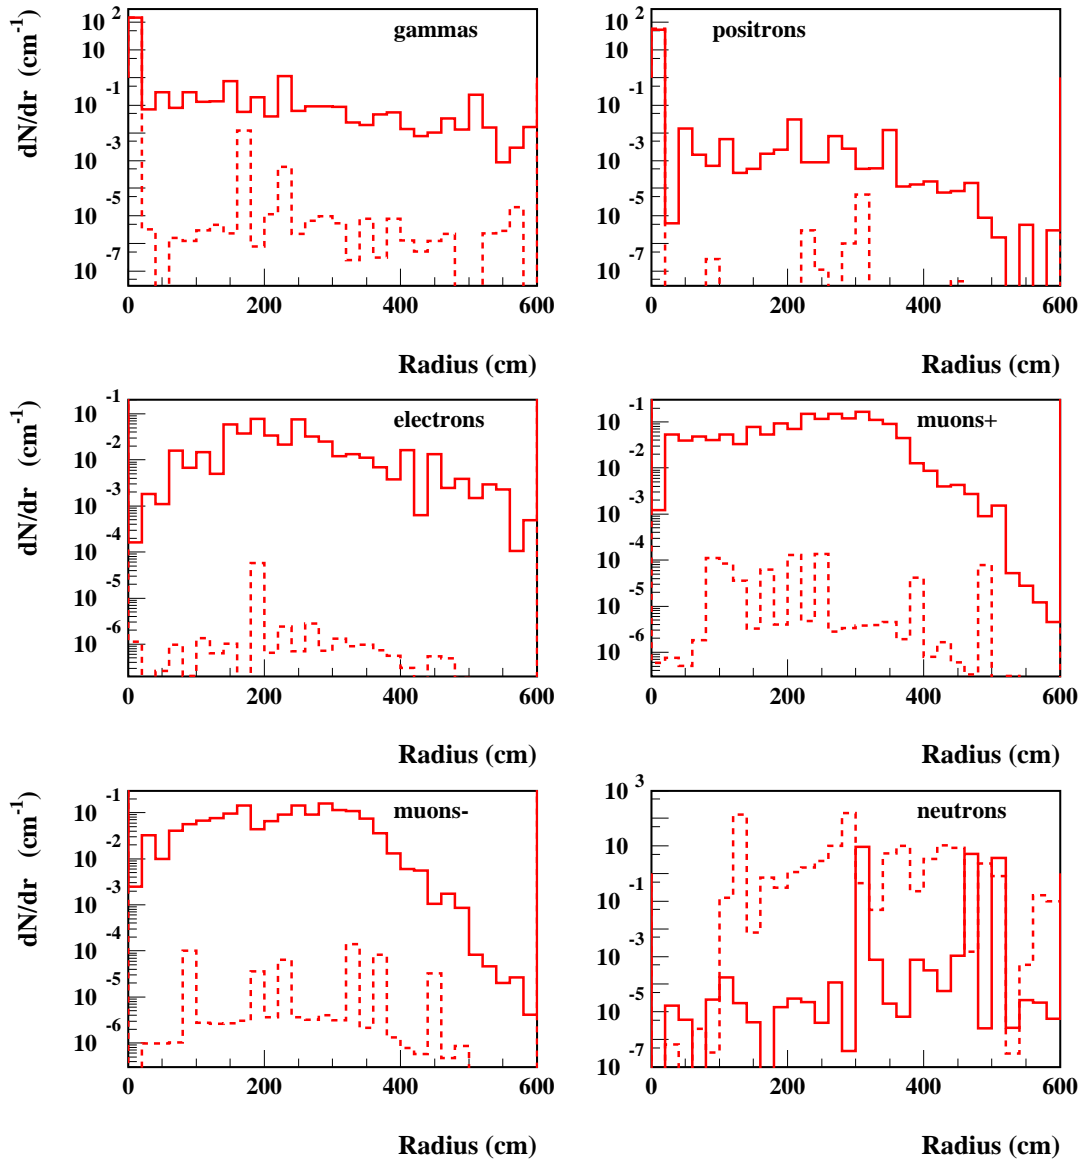 gammas
dN/dr (cm⁻¹)
10²
10
10⁻¹
10⁻³
10⁻⁵
10⁻⁷
0 200 400 600
Radius (cm)
positrons
10²
10
10⁻¹
10⁻³
10⁻⁵
10⁻⁷
0 200 400 600
Radius (cm)
electrons
dN/dr (cm⁻¹)
10⁻¹
10⁻²
10⁻³
10⁻⁴
10⁻⁵
10⁻⁶
0 200 400 600
Radius (cm)
muons+
10⁻¹
10⁻²
10⁻³
10⁻⁴
10⁻⁵
10⁻⁶
0 200 400 600
Radius (cm)
muons-
dN/dr (cm⁻¹)
10⁻¹
10⁻²
10⁻³
10⁻⁴
10⁻⁵
10⁻⁶
0 200 400 600
Radius (cm)
neutrons
10³
10
10⁻¹
10⁻³
10⁻⁵
10⁻⁷
0 200 400 600
Radius (cm)